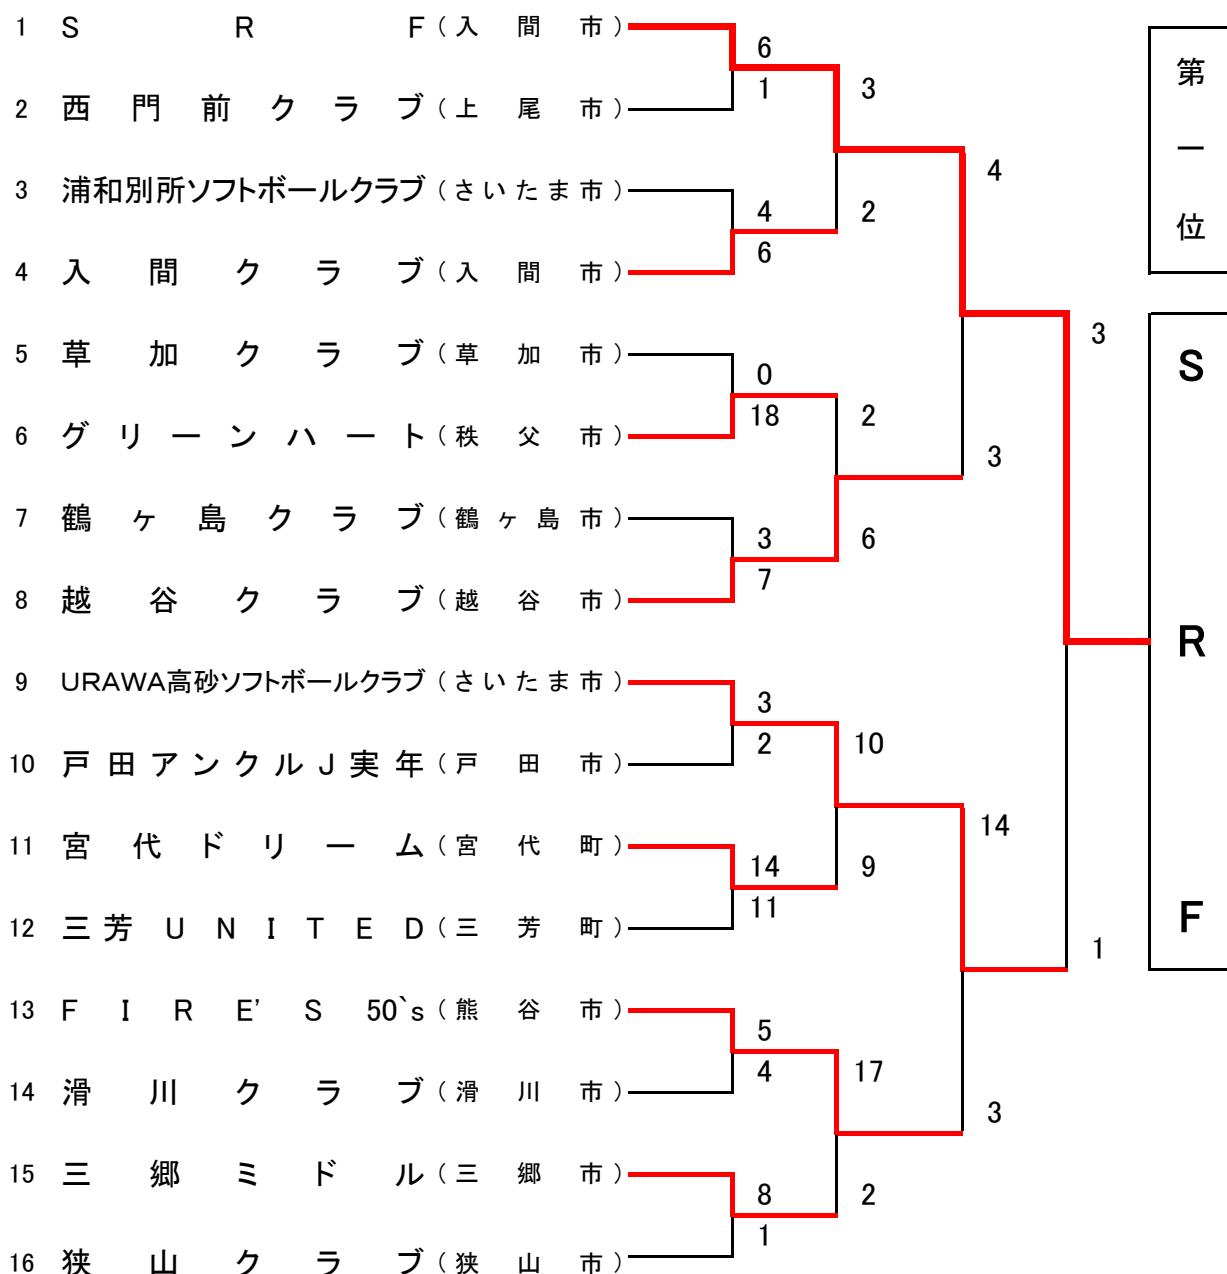 1 SRF(入間市)
6
1
2 西門前クラブ(上尾市)
3
3 浦和別所ソフトボールクラブ(さいたま市)
4
6
2
4 入間クラブ(入間市)
4
5 草加クラブ(草加市)
0
18
2
6 グリーンハート(秩父市)
3
7 鶴ヶ島クラブ(鶴ヶ島市)
3
7
6
8 越谷クラブ(越谷市)
3
9 URAWA高砂ソフトボールクラブ(さいたま市)
3
2
10
10 戸田アンクルJ実年(戸田市)
14
11 宮代ドリーム(宮代町)
14
11
9
12 三芳UNITED(三芳町)
1
13 FIRE'S 50`s(熊谷市)
5
4
17
14 滑川クラブ(滑川市)
3
15 三郷ミドル(三郷市)
8
1
2
16 狭山クラブ(狭山市)
第一位
SRF